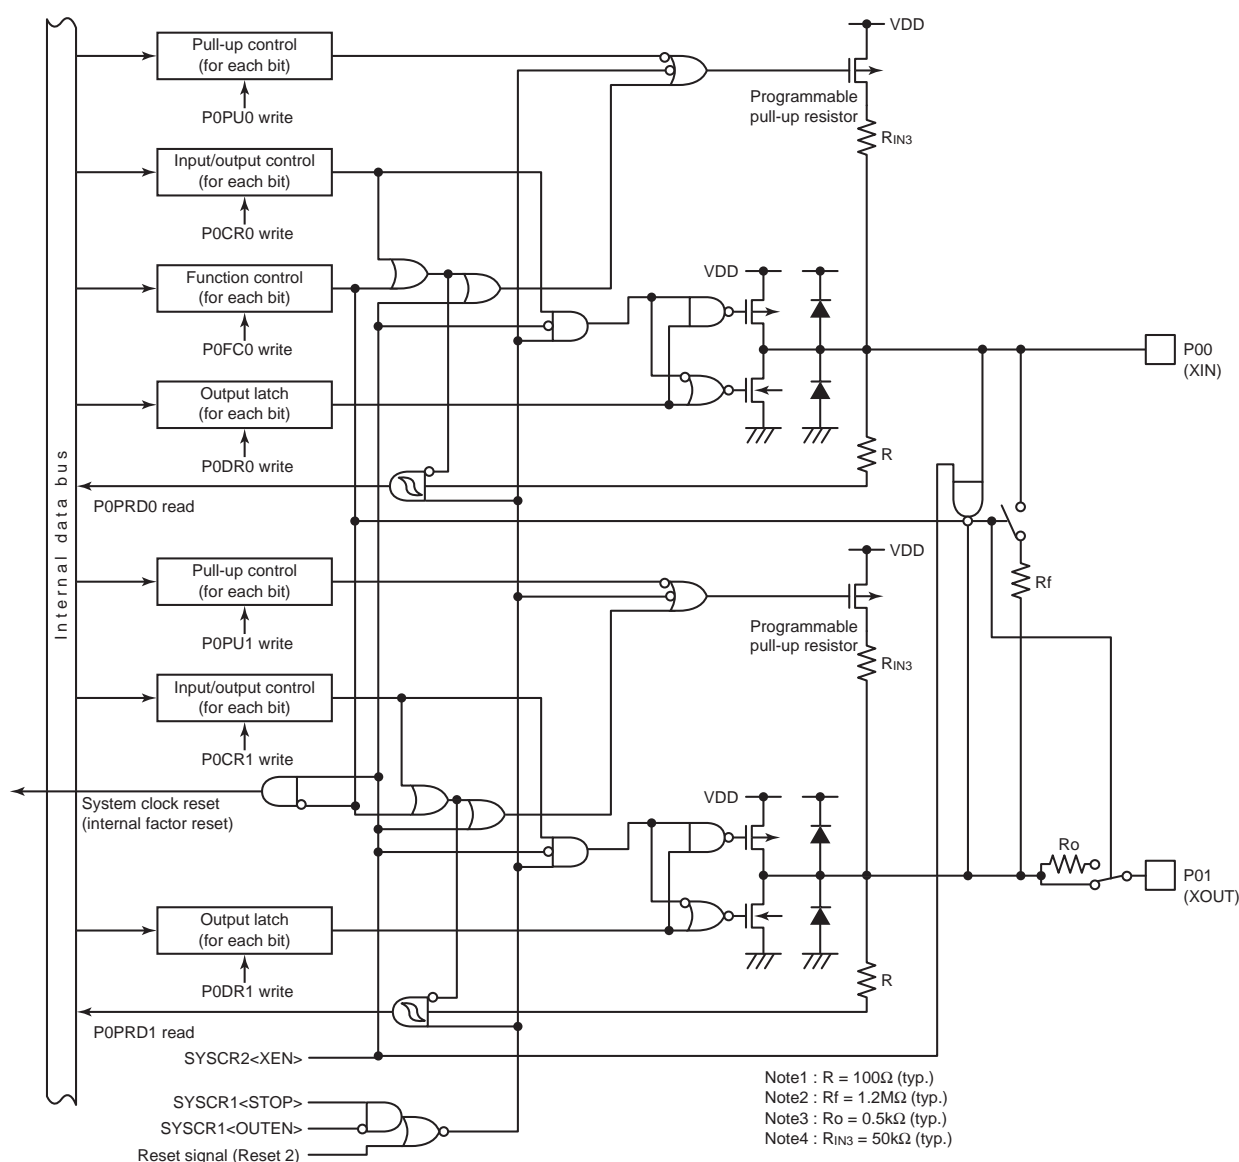 VDD
Pull-up control
(for each bit)
P0PU0 write
Programmable
pull-up resistor
RIN3
Input/output control
(for each bit)
P0CR0 write
Function control
(for each bit)
P0FC0 write
VDD
P00
(XIN)
Output latch
(for each bit)
P0DR0 write
R
P0PRD0 read
Internal data bus
VDD
Pull-up control
(for each bit)
P0PU1 write
Rf
Programmable
pull-up resistor
RIN3
Input/output control
(for each bit)
P0CR1 write
System clock reset
(internal factor reset)
VDD
Ro
P01
(XOUT)
Output latch
(for each bit)
P0DR1 write
R
P0PRD1 read
SYSCR2<XEN>
SYSCR1<STOP>
SYSCR1<OUTEN>
Reset signal (Reset 2)
Note1 : R = 100Ω (typ.)
Note2 : Rf = 1.2MΩ (typ.)
Note3 : Ro = 0.5kΩ (typ.)
Note4 : RIN3 = 50kΩ (typ.)